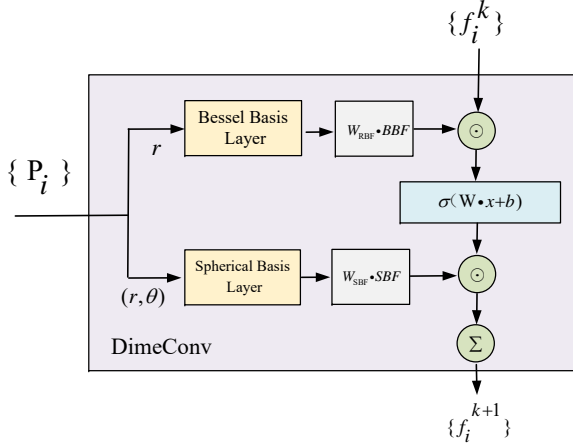 {f_i^k}
Bessel Basis
Layer
W_RBF•BBF
⊙
r
{ P_i }
σ(W•x+b)
Spherical Basis
Layer
W_SBF•SBF
⊙
(r,θ)
Σ
DimeConv
{f_i^{k+1}}